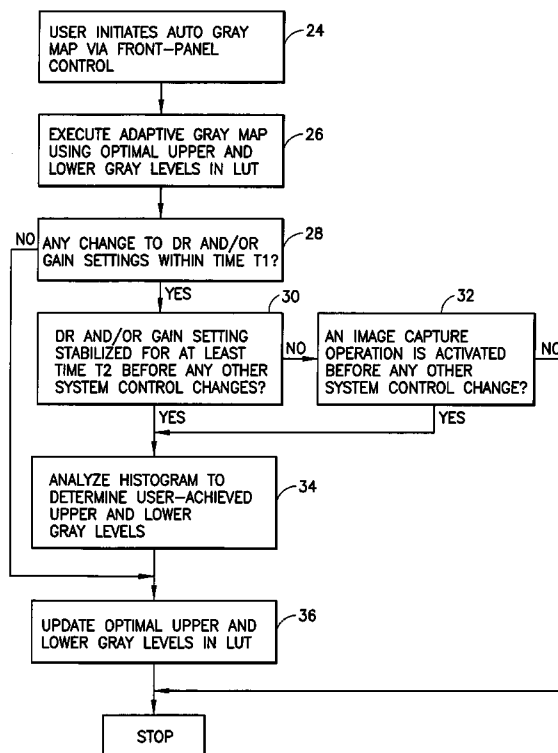 USER INITIATES AUTO GRAY
MAP VIA FRONT-PANEL
CONTROL
24
EXECUTE ADAPTIVE GRAY MAP
USING OPTIMAL UPPER AND
LOWER GRAY LEVELS IN LUT
26
NO
ANY CHANGE TO DR AND/OR
GAIN SETTINGS WITHIN TIME T1?
28
YES
30
DR AND/OR GAIN SETTING
STABILIZED FOR AT LEAST
TIME T2 BEFORE ANY OTHER
SYSTEM CONTROL CHANGES?
NO
32
AN IMAGE CAPTURE
OPERATION IS ACTIVATED
BEFORE ANY OTHER
SYSTEM CONTROL CHANGE?
NO
YES
YES
ANALYZE HISTOGRAM TO
DETERMINE USER-ACHIEVED
UPPER AND LOWER
GRAY LEVELS
34
UPDATE OPTIMAL UPPER AND
LOWER GRAY LEVELS IN LUT
36
STOP